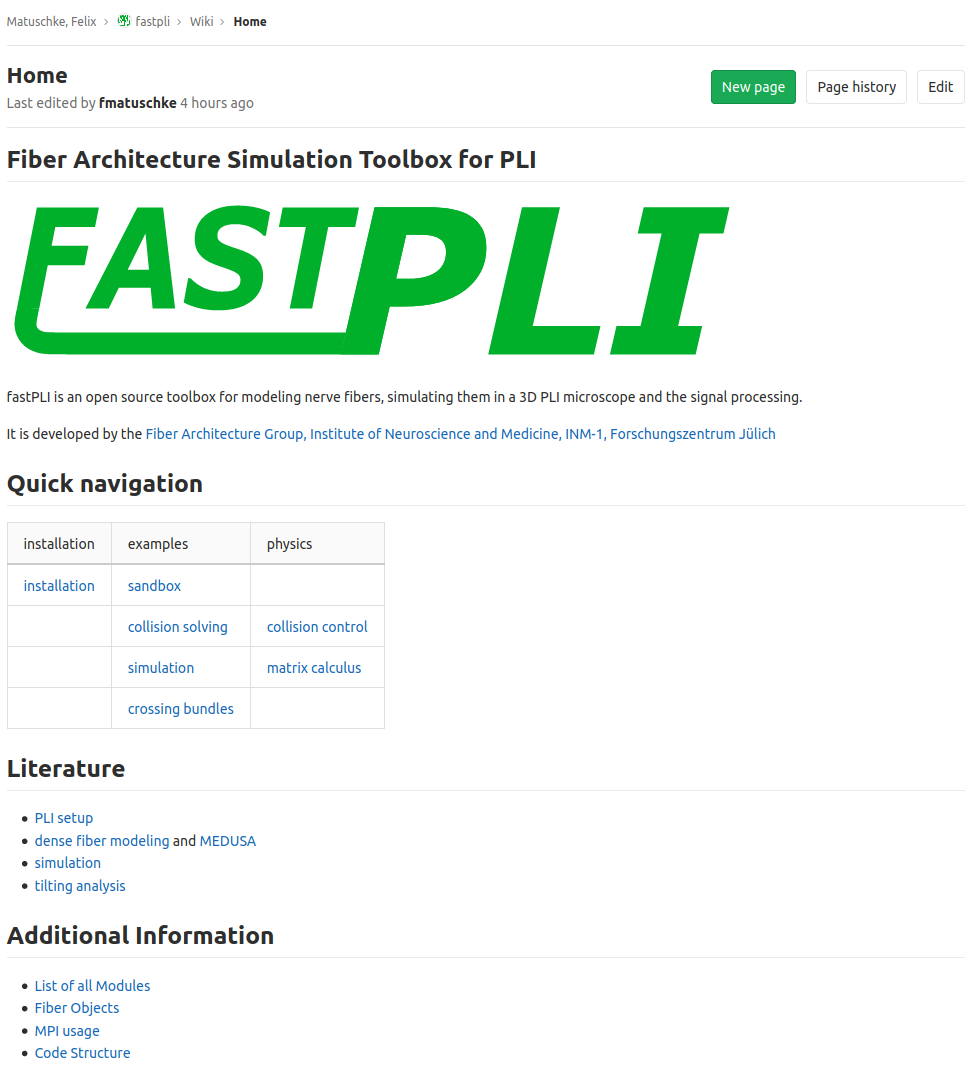 Matuschke, Felix › fastpli › Wiki › Home
Home
Last edited by fmatuschke 4 hours ago
New page
Page history
Edit
Fiber Architecture Simulation Toolbox for PLI
FASTPLI
fastPLI is an open source toolbox for modeling nerve fibers, simulating them in a 3D PLI microscope and the signal processing.
It is developed by the Fiber Architecture Group, Institute of Neuroscience and Medicine, INM-1, Forschungszentrum Jülich
Quick navigation
installation examples physics
installation sandbox
collision solving collision control
simulation matrix calculus
crossing bundles
Literature
PLI setup
dense fiber modeling and MEDUSA
simulation
tilting analysis
Additional Information
List of all Modules
Fiber Objects
MPI usage
Code Structure